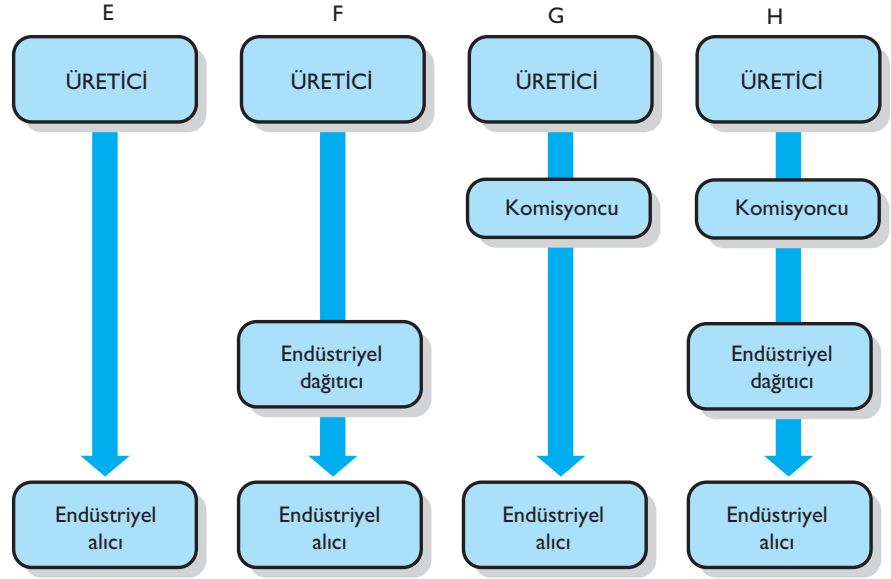 E
F
G
H
ÜRETİCİ
ÜRETİCİ
ÜRETİCİ
ÜRETİCİ
Komisyoncu
Komisyoncu
Endüstriyel
dağıtıcı
Endüstriyel
dağıtıcı
Endüstriyel
alıcı
Endüstriyel
alıcı
Endüstriyel
alıcı
Endüstriyel
alıcı